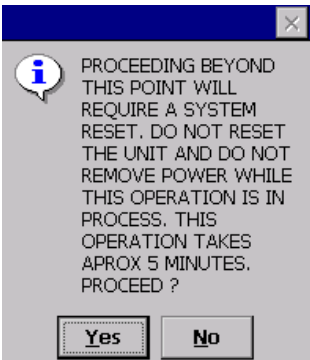 PROCEEDING BEYOND
THIS POINT WILL
REQUIRE A SYSTEM
RESET. DO NOT RESET
THE UNIT AND DO NOT
REMOVE POWER WHILE
THIS OPERATION IS IN
PROCESS. THIS
OPERATION TAKES
APROX 5 MINUTES.
PROCEED ?
Yes No